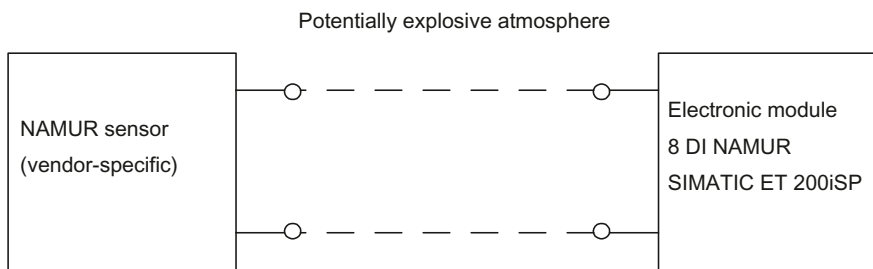 Potentially explosive atmosphere
NAMUR sensor
(vendor-specific)
Electronic module
8 DI NAMUR
SIMATIC ET 200iSP